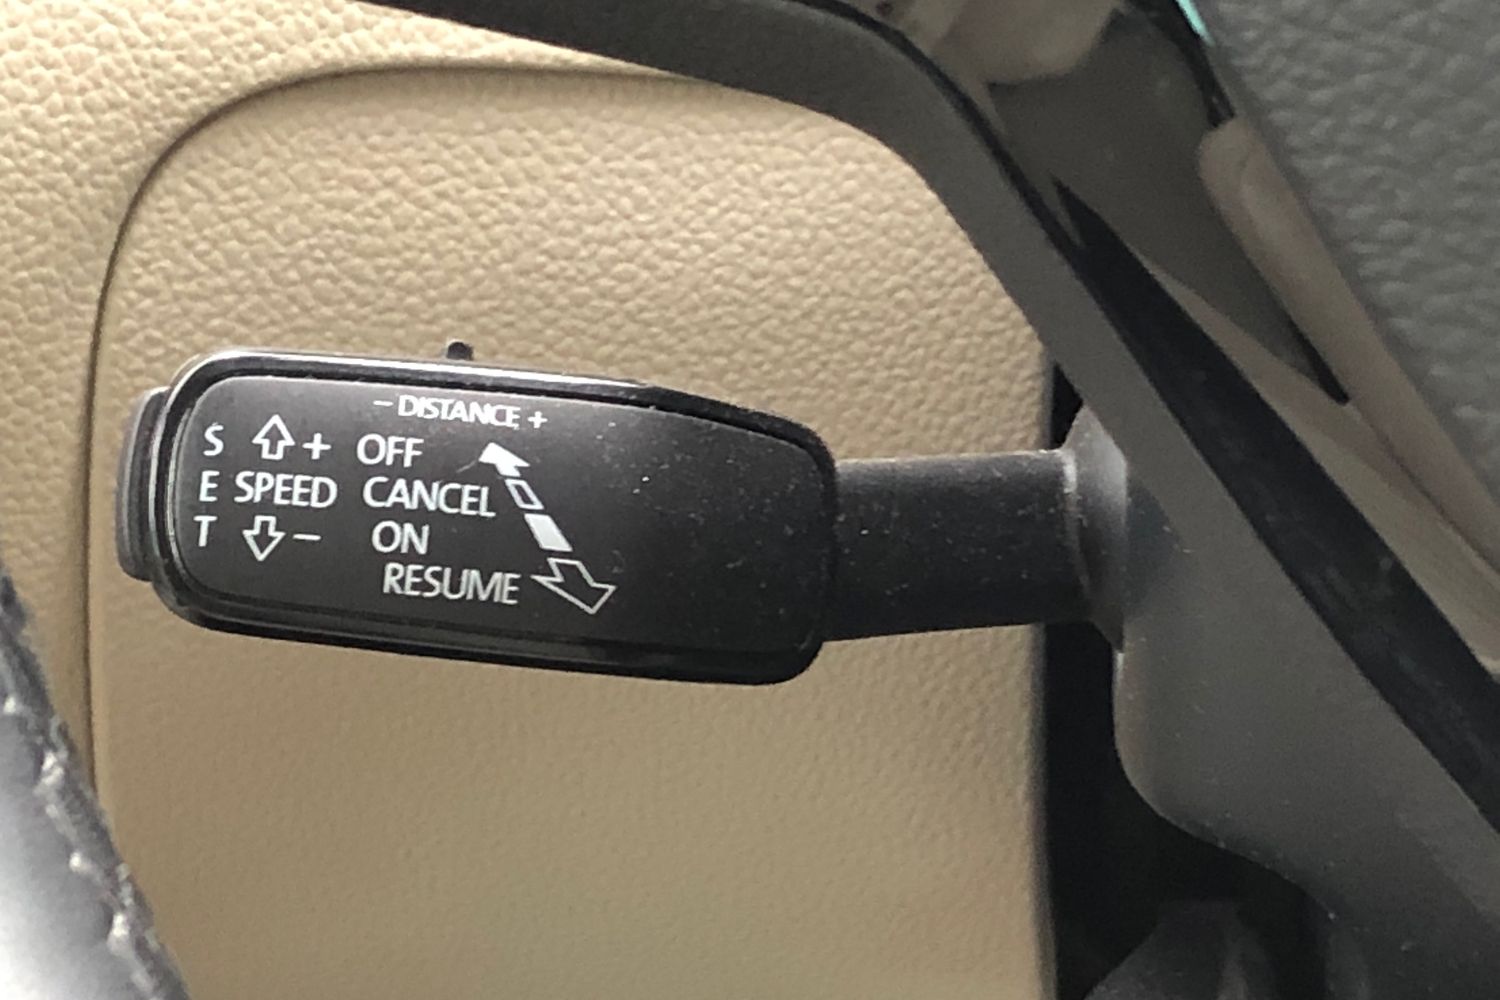 - DISTANCE +
S + OFF
E SPEED CANCEL
T - ON
RESUME